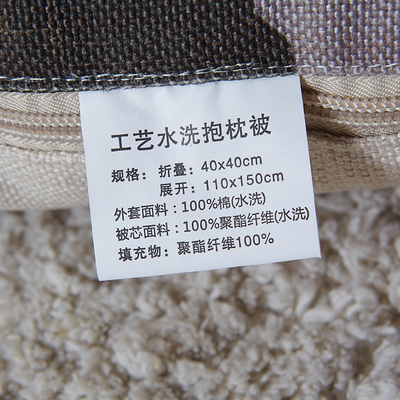 工艺水洗抱枕被
规格: 折叠: 40x40cm
展开: 110x150cm
外套面料: 100%棉(水洗)
被芯面料: 100%聚酯纤维(水洗)
填充物: 聚酯纤维100%